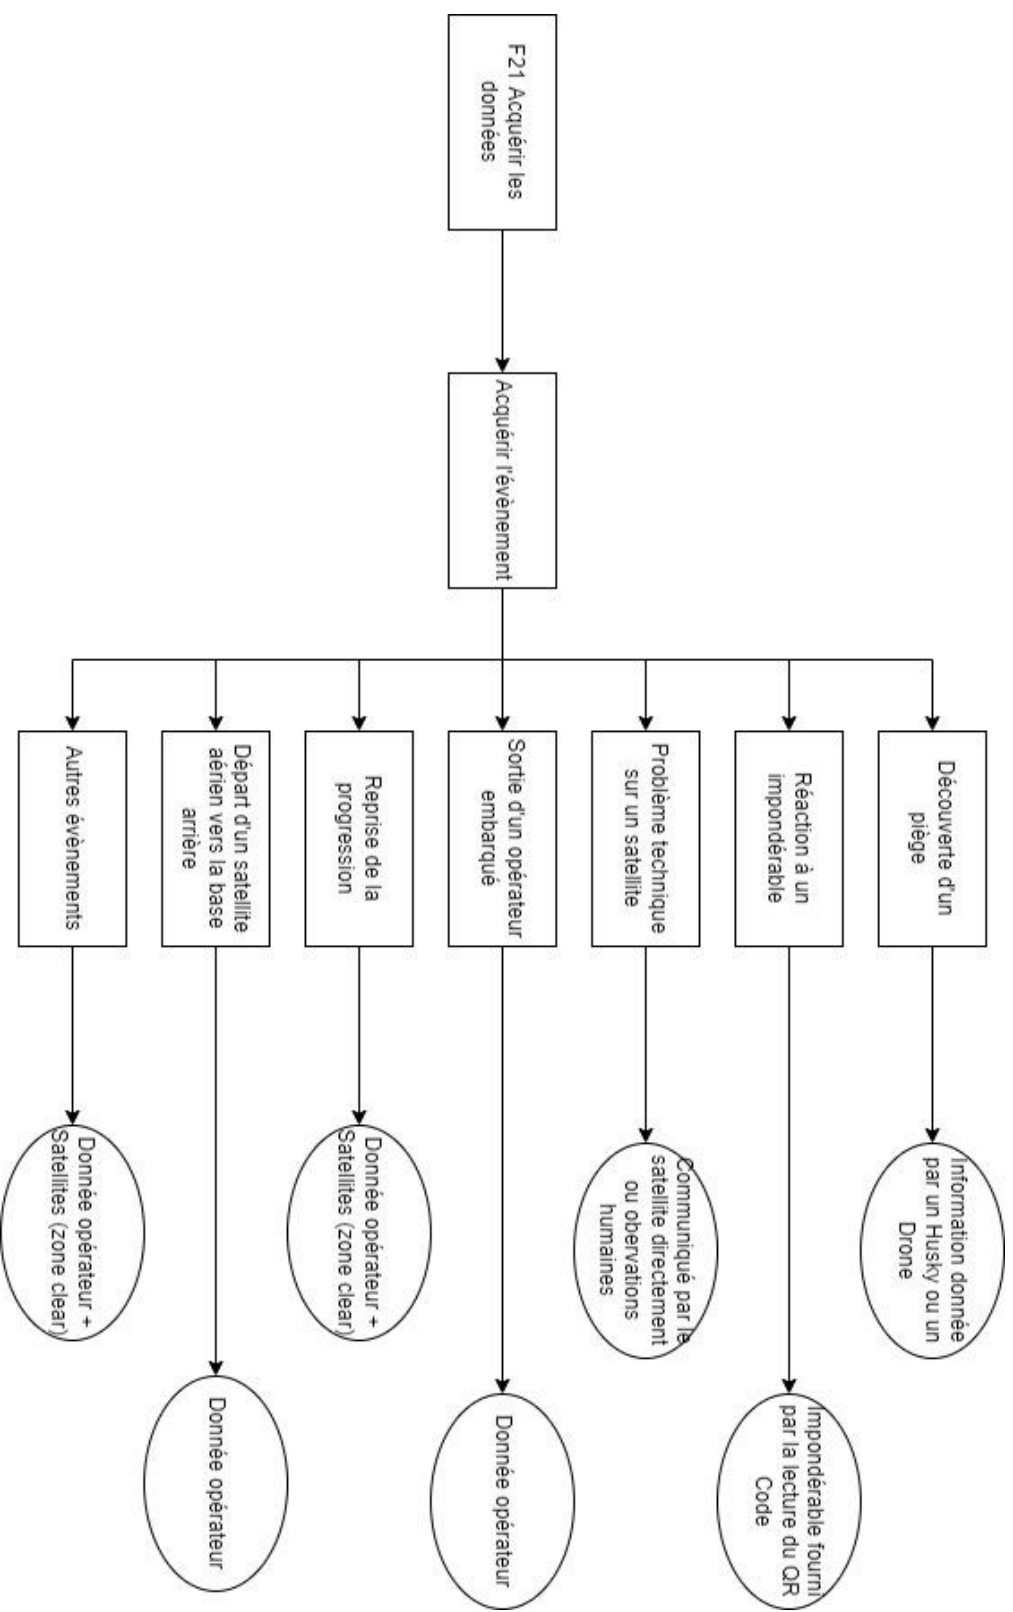 F21 Acquérir les
données
Acquérir l'évènement
Découverte d'un
piège
Réaction à un
impondérable
Problème technique
sur un satellite
Sortie d'un opérateur
embarqué
Reprise de la
progression
Départ d'un seatellite
aérien vers la base
arrière
Autres évènements
Information donnée
par un Husky ou un
Drone
Impondérable fourni
par la lecture du QR
Code
Communiqué par le
satellite directement
ou obervations
humaines
Donnée opérateur
Donnée opérateur +
Satellites (zone clear)
Donnée opérateur
Donnée opérateur +
Satellites (zone clear)